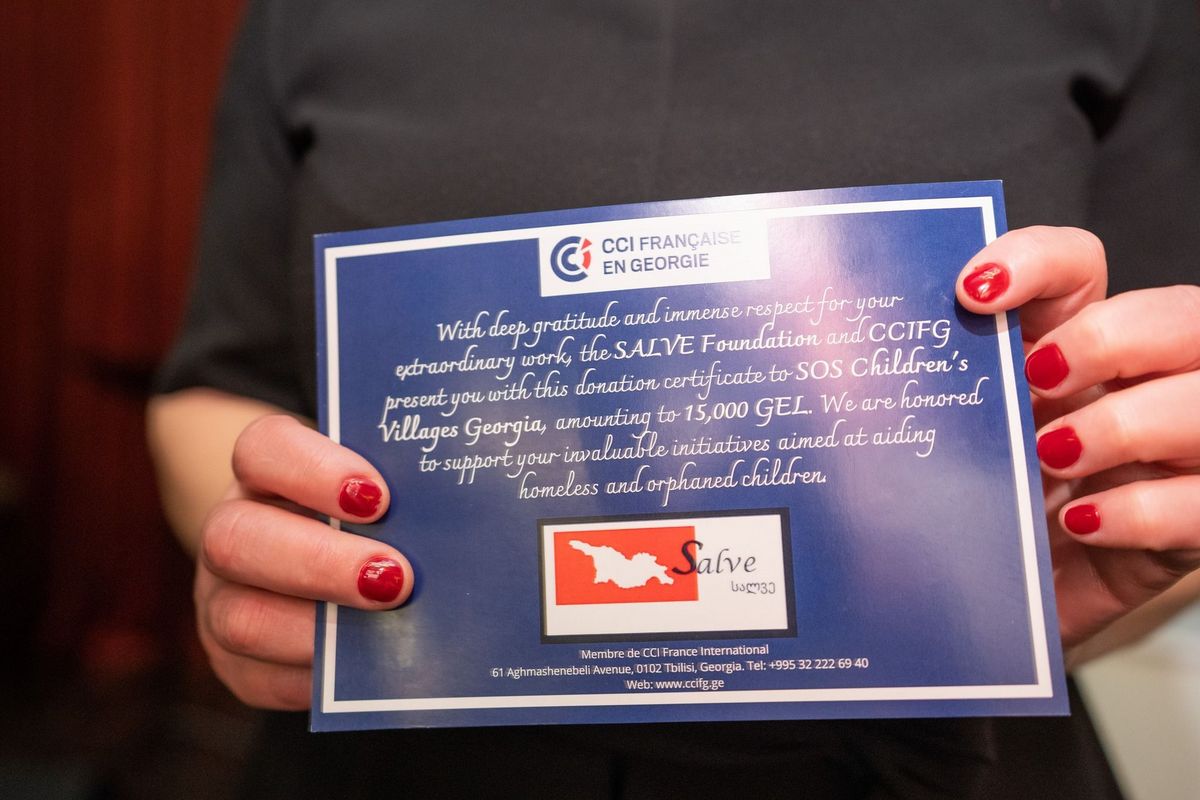 CCI FRANÇAISE
EN GEORGIE
With deep gratitude and immense respect for your
extraordinary work, the SALVE Foundation and CCIFG
present you with this donation certificate to SOS Children's
Villages Georgia, amounting to 15,000 GEL. We are honored
to support your invaluable initiatives aimed at aiding
homeless and orphaned children.
Salve
სალვე
Membre de CCI France International
61 Aghmashenebeli Avenue, 0102 Tbilisi, Georgia. Tel: +995 32 222 69 40
Web: www.ccifg.ge